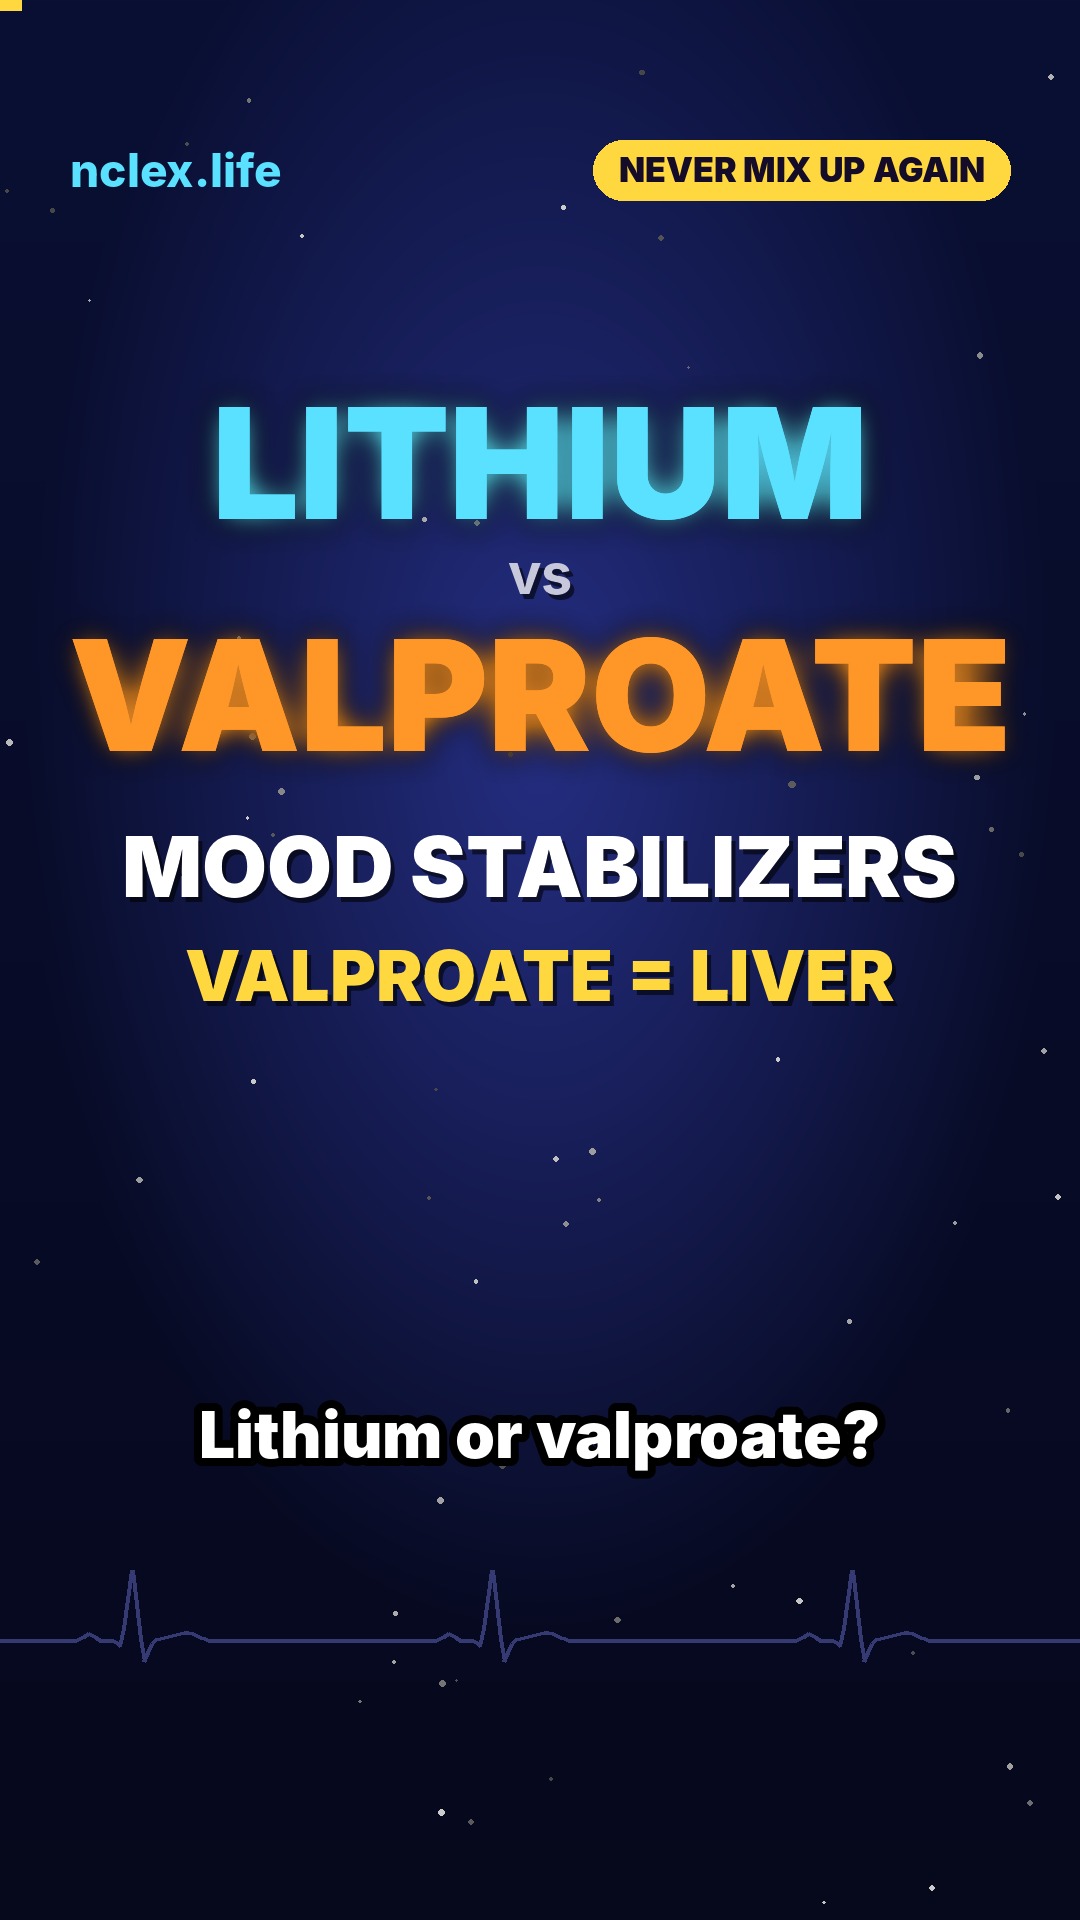 nclex.life
NEVER MIX UP AGAIN
LITHIUM
vs
VALPROATE
MOOD STABILIZERS
VALPROATE = LIVER
Lithium or valproate?